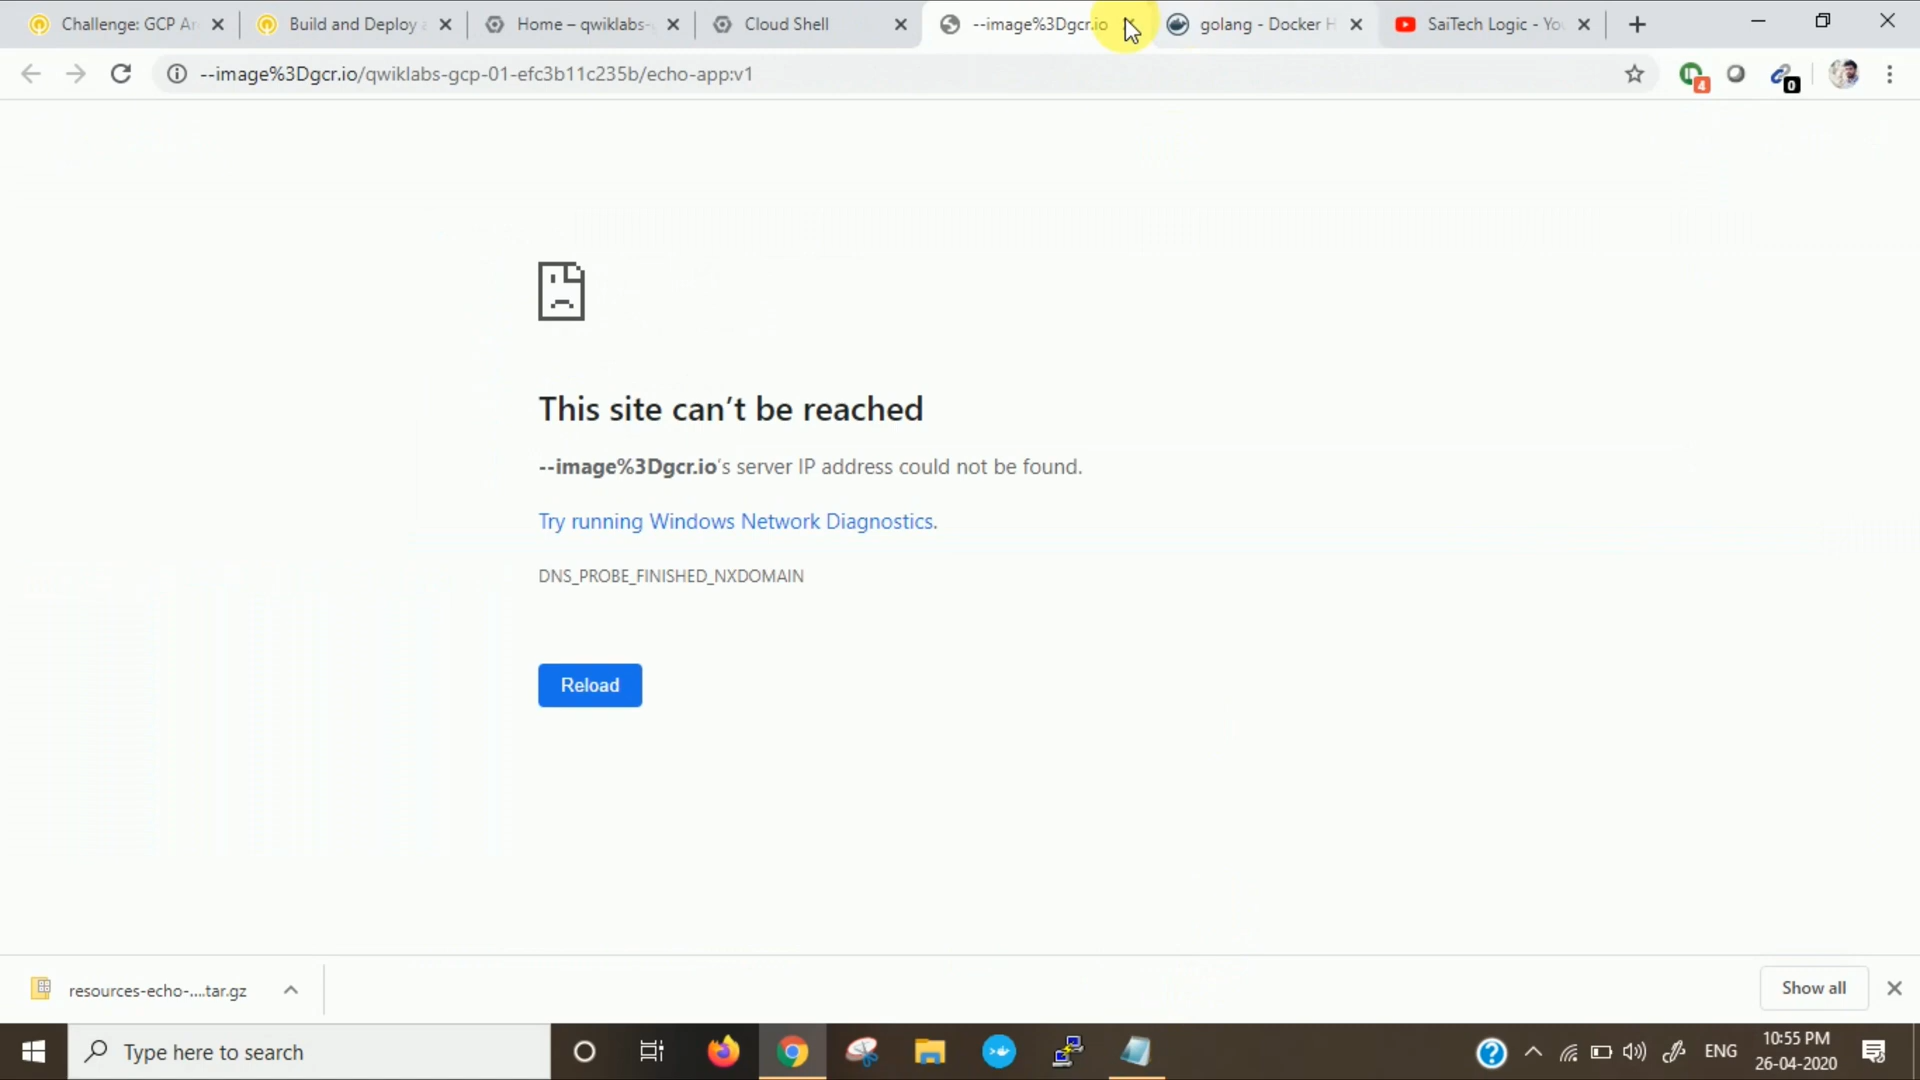 Challenge: GCP Ar
Build and Deploy a
Home – qwiklabs-
Cloud Shell
--image%3Dgcr.io
golang - Docker H
SaiTech Logic - Yo
--image%3Dgcr.io/qwiklabs-gcp-01-efc3b11c235b/echo-app:v1
4
0
This site can’t be reached
--image%3Dgcr.io’s server IP address could not be found.
Try running Windows Network Diagnostics.
DNS_PROBE_FINISHED_NXDOMAIN
Reload
resources-echo-....tar.gz
Show all
Type here to search
ENG
10:55 PM
26-04-2020